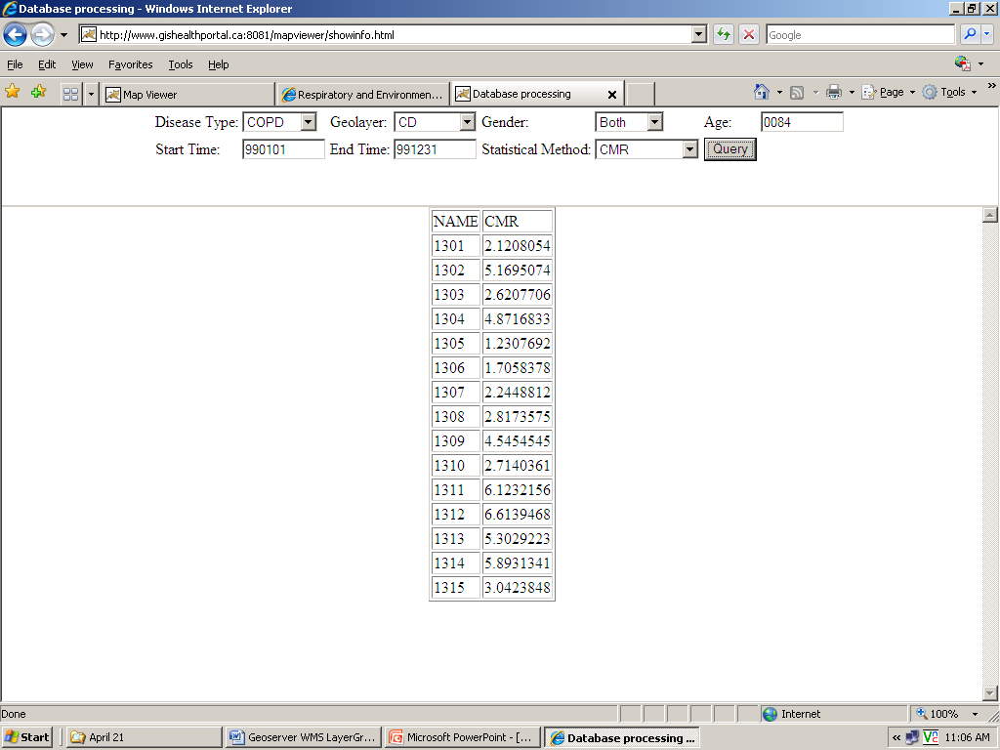 Database processing - Windows Internet Explorer
http://www.gishealthportal.ca:8081/mapviewer/showinfo.html
Google
File Edit View Favorites Tools Help
Map Viewer
Respiratory and Environmen...
Database processing
Page Tools »
Disease Type: COPD Geolayer: CD Gender: Both Age: 0084
Start Time: 990101 End Time: 991231 Statistical Method: CMR Query
NAME CMR
1301 2.1208054
1302 5.1695074
1303 2.6207706
1304 4.8716833
1305 1.2307692
1306 1.7058378
1307 2.2448812
1308 2.8173575
1309 4.5454545
1310 2.7140361
1311 6.1232156
1312 6.6139468
1313 5.3029223
1314 5.8931341
1315 3.0423848
Done Internet 100%
Start April 21 Geoserver WMS LayerGr... Microsoft PowerPoint - [... Database processing ... « 11:06 AM